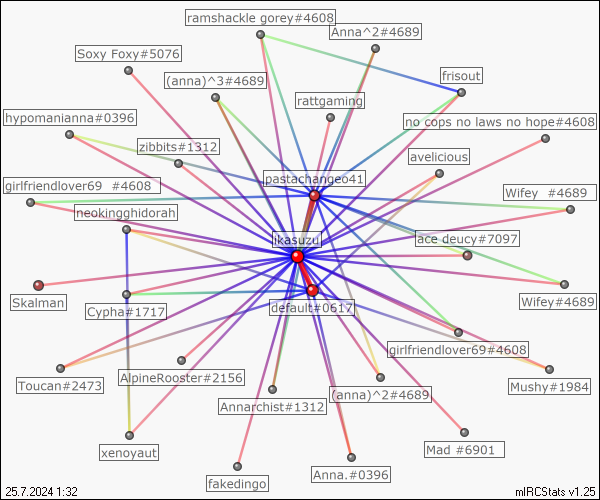 ramshackle gorey#4608
Anna^2#4689
Soxy Foxy#5076
(anna)^3#4689
frisout
rattgaming
hypomanianna#0396
no cops no laws no hope#4608
zibbits#1312
avelicious
pastachangeo41
girlfriendlover69 #4608
Wifey #4689
neokingghidorah
likasuzu
ace deucy#7097
Skalman
Cypha#1717
Wifey#4689
default#0617
girlfriendlover69#4608
Toucan#2473
AlpineRooster#2156
Mushy#1984
(anna)^2#4689
Annarchist#1312
xenoyaut
Mad #6901
fakedingo
Anna.#0396
25.7.2024 1:32
mIRCStats v1.25